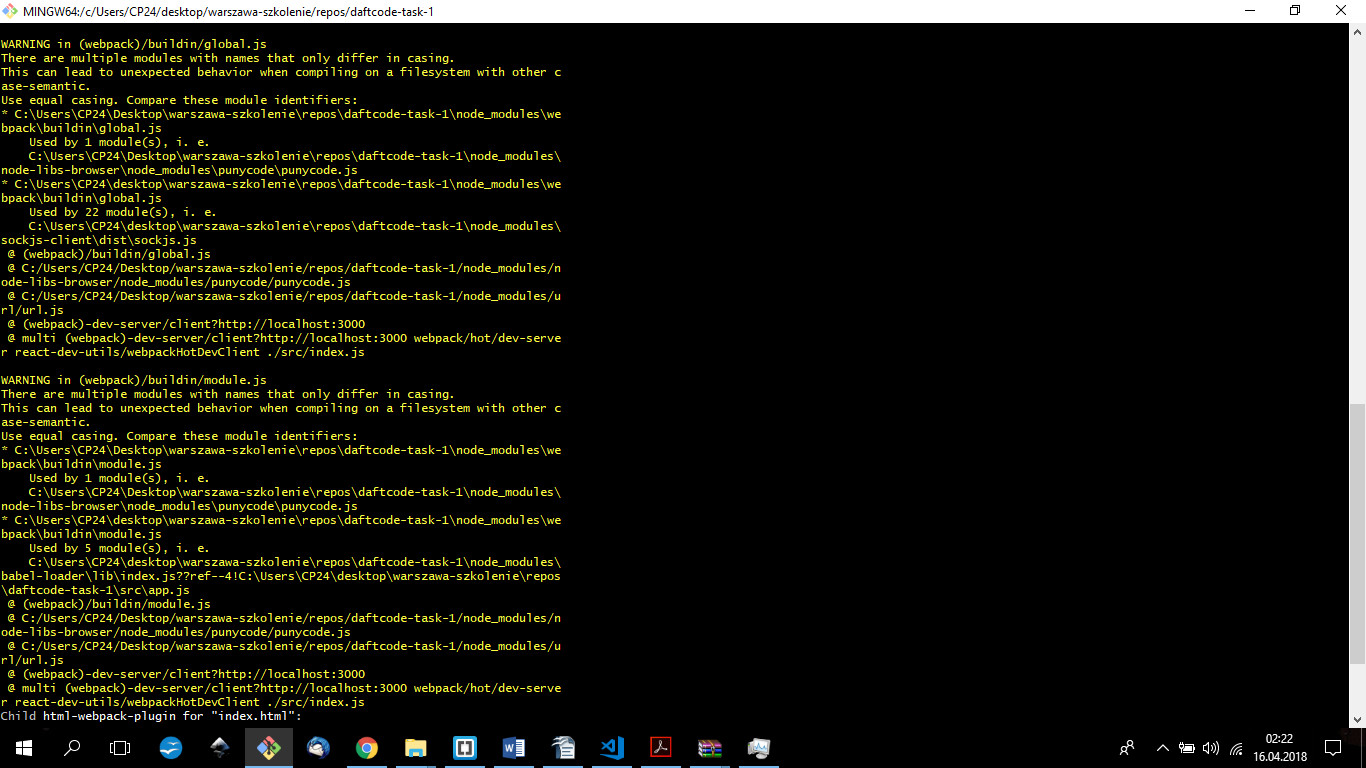 MINGW64:/c/Users/CP24/desktop/warszawa-szkolenie/repos/daftcode-task-1
WARNING in (webpack)/buildin/global.js
There are multiple modules with names that only differ in casing.
This can lead to unexpected behavior when compiling on a filesystem with other c
ase-semantic.
Use equal casing. Compare these module identifiers:
* C:\Users\CP24\Desktop\warszawa-szkolenie\repos\daftcode-task-1\node_modules\we
bpack\buildin\global.js
    Used by 1 module(s), i. e.
    C:\Users\CP24\Desktop\warszawa-szkolenie\repos\daftcode-task-1\node_modules\
node-libs-browser\node_modules\punycode\punycode.js
* C:\Users\CP24\desktop\warszawa-szkolenie\repos\daftcode-task-1\node_modules\we
bpack\buildin\global.js
    Used by 22 module(s), i. e.
    C:\Users\CP24\desktop\warszawa-szkolenie\repos\daftcode-task-1\node_modules\
sockjs-client\dist\sockjs.js
 @ (webpack)/buildin/global.js
 @ C:/Users/CP24/Desktop/warszawa-szkolenie/repos/daftcode-task-1/node_modules/n
ode-libs-browser/node_modules/punycode/punycode.js
 @ C:/Users/CP24/Desktop/warszawa-szkolenie/repos/daftcode-task-1/node_modules/u
rl/url.js
 @ (webpack)-dev-server/client?http://localhost:3000
 @ multi (webpack)-dev-server/client?http://localhost:3000 webpack/hot/dev-serve
r react-dev-utils/webpackHotDevClient ./src/index.js
WARNING in (webpack)/buildin/module.js
There are multiple modules with names that only differ in casing.
This can lead to unexpected behavior when compiling on a filesystem with other c
ase-semantic.
Use equal casing. Compare these module identifiers:
* C:\Users\CP24\Desktop\warszawa-szkolenie\repos\daftcode-task-1\node_modules\we
bpack\buildin\module.js
    Used by 1 module(s), i. e.
    C:\Users\CP24\Desktop\warszawa-szkolenie\repos\daftcode-task-1\node_modules\
node-libs-browser\node_modules\punycode\punycode.js
* C:\Users\CP24\desktop\warszawa-szkolenie\repos\daftcode-task-1\node_modules\we
bpack\buildin\module.js
    Used by 5 module(s), i. e.
    C:\Users\CP24\desktop\warszawa-szkolenie\repos\daftcode-task-1\node_modules\
babel-loader\lib\index.js??ref--4!C:\Users\CP24\desktop\warszawa-szkolenie\repos
\daftcode-task-1\src\app.js
 @ (webpack)/buildin/module.js
 @ C:/Users/CP24/Desktop/warszawa-szkolenie/repos/daftcode-task-1/node_modules/n
ode-libs-browser/node_modules/punycode/punycode.js
 @ C:/Users/CP24/Desktop/warszawa-szkolenie/repos/daftcode-task-1/node_modules/u
rl/url.js
 @ (webpack)-dev-server/client?http://localhost:3000
 @ multi (webpack)-dev-server/client?http://localhost:3000 webpack/hot/dev-serve
r react-dev-utils/webpackHotDevClient ./src/index.js
Child html-webpack-plugin for "index.html":
02:22
16.04.2018